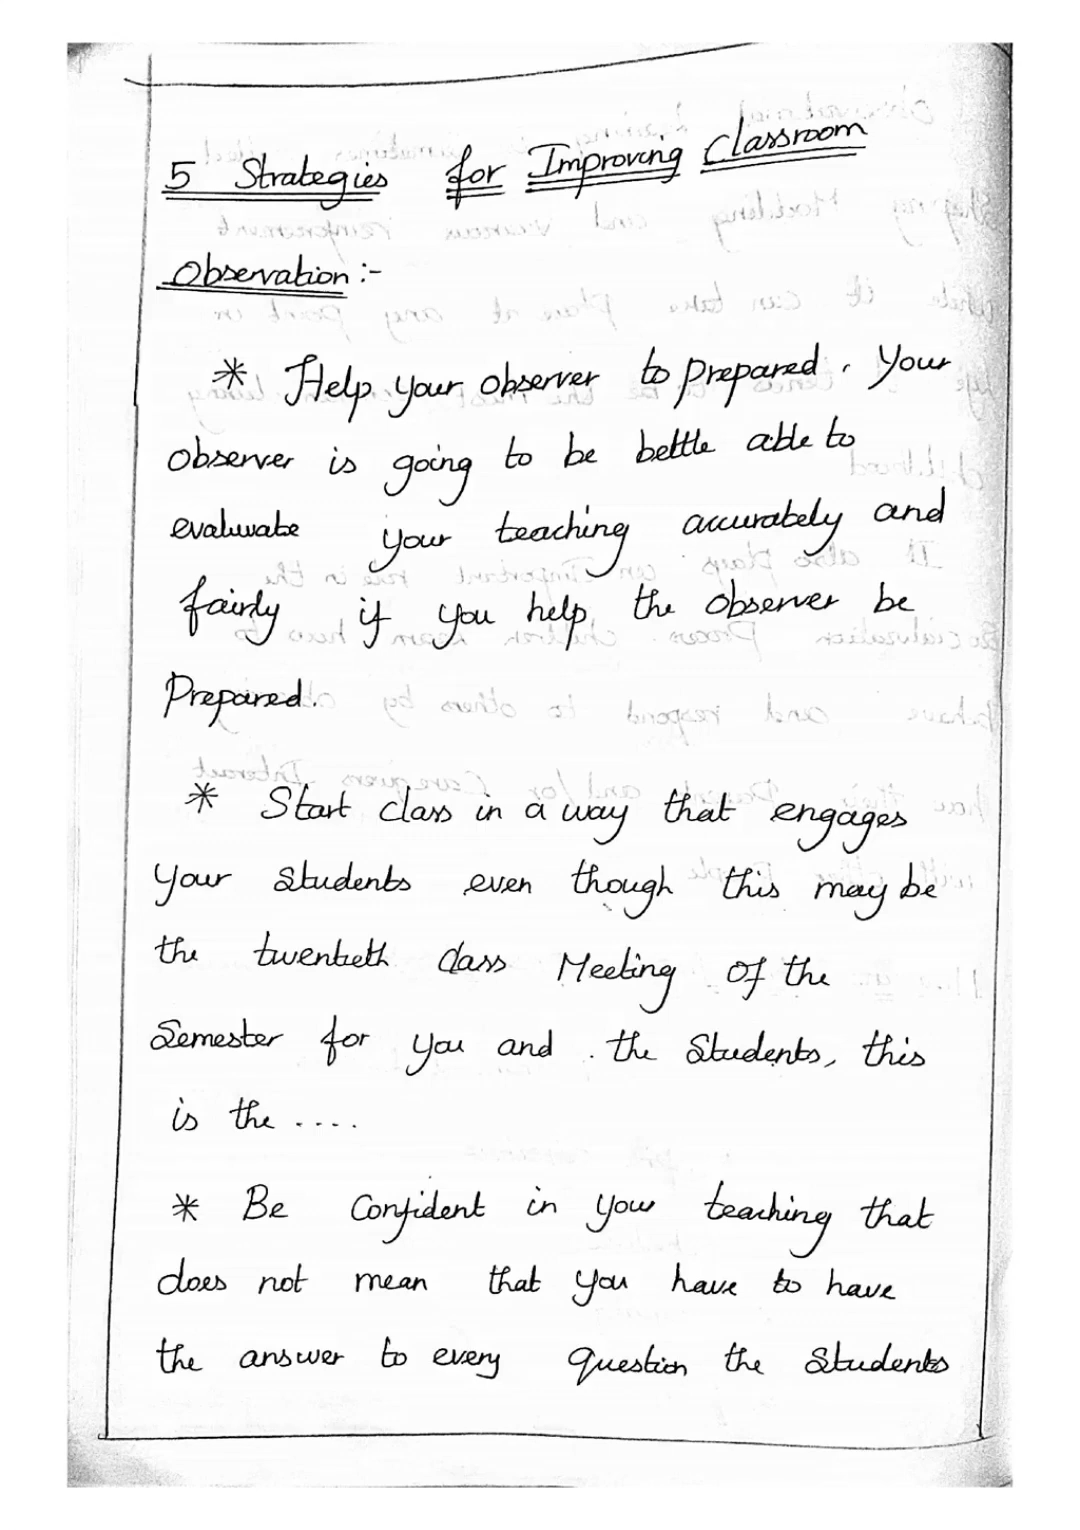 5 Strategies for Improving Classroom
Observation :-
* Help your observer to prepared. Your
observer is going to be bettle able to
evaluvate your teaching accurately and
fairly if you help the observer be
Prepared.
* Start class in a way that engages
your students even though this may be
the twentieth class Meeting of the
Semester for you and the Students, this
is the ....
* Be Confident in your teaching that
does not mean that you have to have
the answer to every question the Students